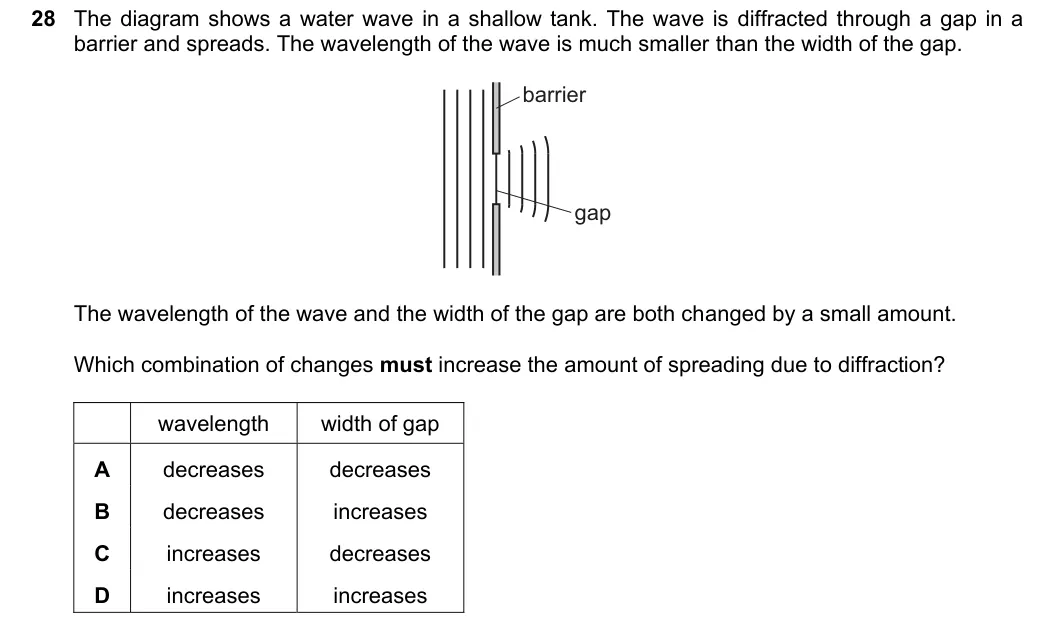 28 The diagram shows a water wave in a shallow tank. The wave is diffracted through a gap in a
barrier and spreads. The wavelength of the wave is much smaller than the width of the gap.
barrier
gap
The wavelength of the wave and the width of the gap are both changed by a small amount.
Which combination of changes must increase the amount of spreading due to diffraction?
wavelength width of gap
A decreases decreases
B decreases increases
C increases decreases
D increases increases